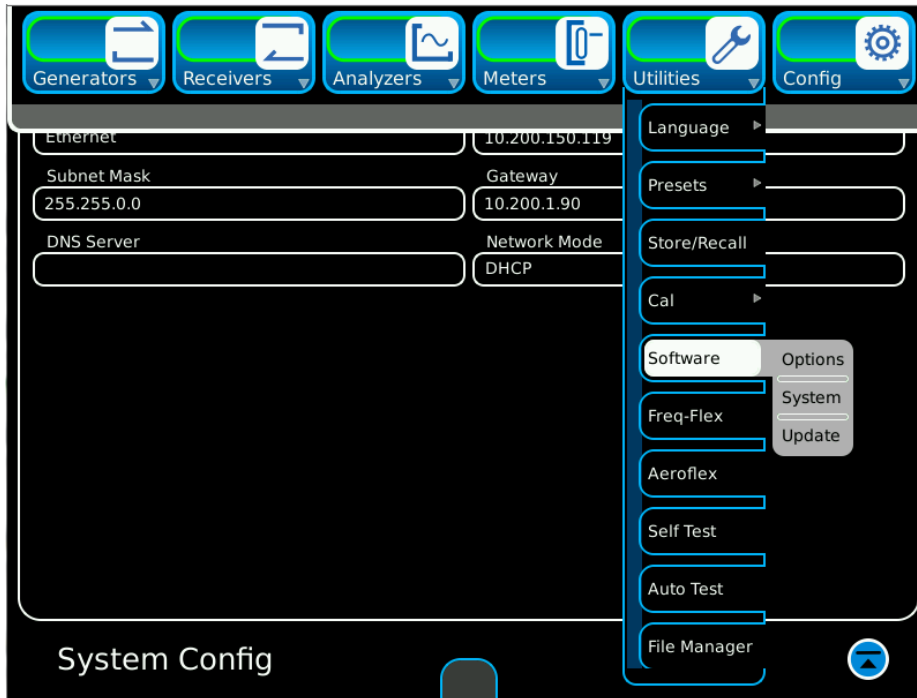 Generators
Receivers
Analyzers
Meters
Utilities
Config
Ethernet
10.200.150.119
Subnet Mask
Gateway
255.255.0.0
10.200.1.90
DNS Server
Network Mode
DHCP
Language
Presets
Store/Recall
Cal
Software
Options
System
Update
Freq-Flex
Aeroflex
Self Test
Auto Test
File Manager
System Config